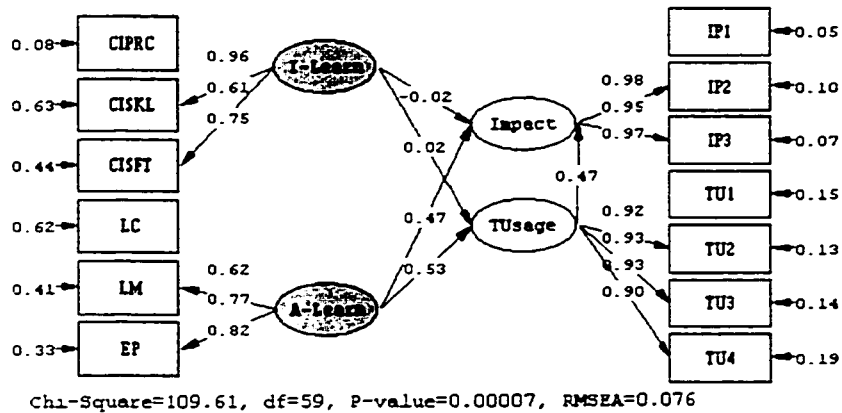 0.08 CIPRC
0.63 CISKL
0.44 CISFT
0.62 LC
0.41 LM
0.33 EP
0.96
0.61
0.75
0.62
0.77
0.82
I-Learn
A-Learn
-0.02
0.02
0.47
0.53
Impact
TUsage
0.47
0.98
0.95
0.97
0.92
0.93
0.93
0.90
IP1 0.05
IP2 0.10
IP3 0.07
TU1 0.15
TU2 0.13
TU3 0.14
TU4 0.19
Chi-Square=109.61, df=59, P-value=0.00007, RMSEA=0.076